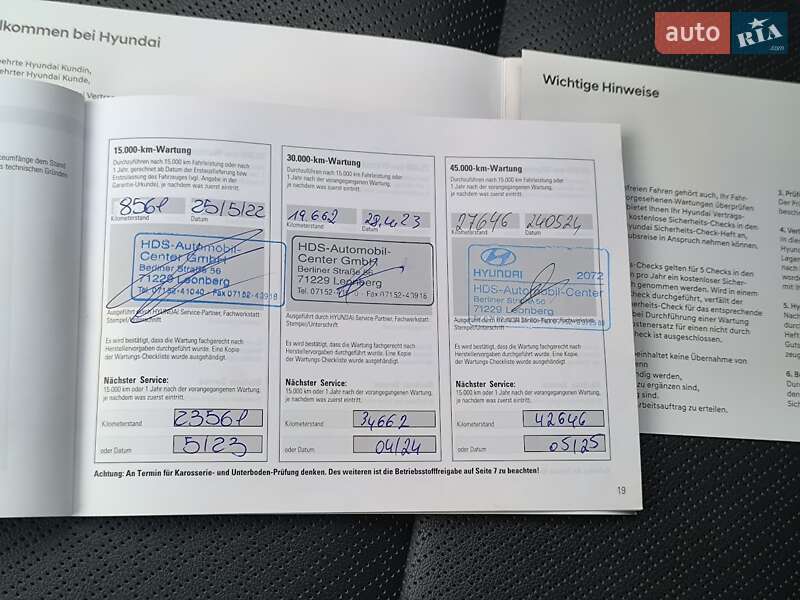 auto RIA .com
lkommen bei Hyundai
ehrte Hyundai Kundin,
ehrter Hyundai Kunde,
Wichtige Hinweise
15.000-km-Wartung
Durchzuführen nach 15.000 km Fahrleistung oder nach
1 Jahr, gerechnet ab Datum der Erstauslieferung bzw.
Erstzulassung des Fahrzeuges (vgl. Angabe in der
Garantie-Urkunde), je nachdem was zuerst eintritt.
8561 25/5/22
Kilometerstand Datum
HDS-Automobil-
Center GmbH
Berliner Straße 56
71229 Leonberg
Tel. 07152-41040 - Fax 07152-43918
Ausgeführt durch HYUNDAI Service-Partner, Fachwerkstatt
Stempel/Unterschrift
Es wird bestätigt, dass die Wartung nach
Herstellervorgaben durchgeführt wurde. Eine Kopie
der Wartungs-Checkliste wurde ausgehändigt.
Nächster Service:
15.000 km oder 1 Jahr nach der vorangegangenen Wartung,
je nachdem was zuerst eintritt.
Kilometerstand 23561
oder Datum 5/23
30.000-km-Wartung
Durchzuführen nach 15.000 km Fahrleistung oder
1 Jahr nach der vorangegangenen Wartung,
je nachdem was zuerst eintritt.
19.662 28.4.23
Kilometerstand Datum
HDS-Automobil-
Center GmbH
Berliner Straße 56
71229 Leonberg
Fax 07152-43918
Ausgeführt durch HYUNDAI Service-Partner, Fachwerkstatt
Stempel/Unterschrift
Es wird bestätigt, dass die Wartung nach
Herstellervorgaben durchgeführt wurde. Eine Kopie
der Wartungs-Checkliste wurde ausgehändigt.
Nächster Service:
15.000 km oder 1 Jahr nach der vorangegangenen Wartung,
je nachdem was zuerst eintritt.
Kilometerstand 34662
oder Datum 04/24
45.000-km-Wartung
Durchzuführen nach 15.000 km Fahrleistung oder
1 Jahr nach der vorangegangenen Wartung,
je nachdem was zuerst eintritt.
27646 240524
Kilometerstand Datum
HYUNDAI 2072
HDS-Automobil-Center
Berliner Straße 56
71229 Leonberg
Stempel/Unterschrift
Es wird bestätigt, dass die Wartung nach
Herstellervorgaben durchgeführt wurde. Eine Kopie
der Wartungs-Checkliste wurde ausgehändigt.
Nächster Service:
15.000 km oder 1 Jahr nach der vorangegangenen Wartung,
je nachdem was zuerst eintritt.
Kilometerstand 42646
oder Datum 05/25
Achtung: An Termin für Karosserie- und Unterboden-Prüfung denken. Des weiteren ist die Betriebsstofffreigabe auf Seite 7 zu beachten!
19